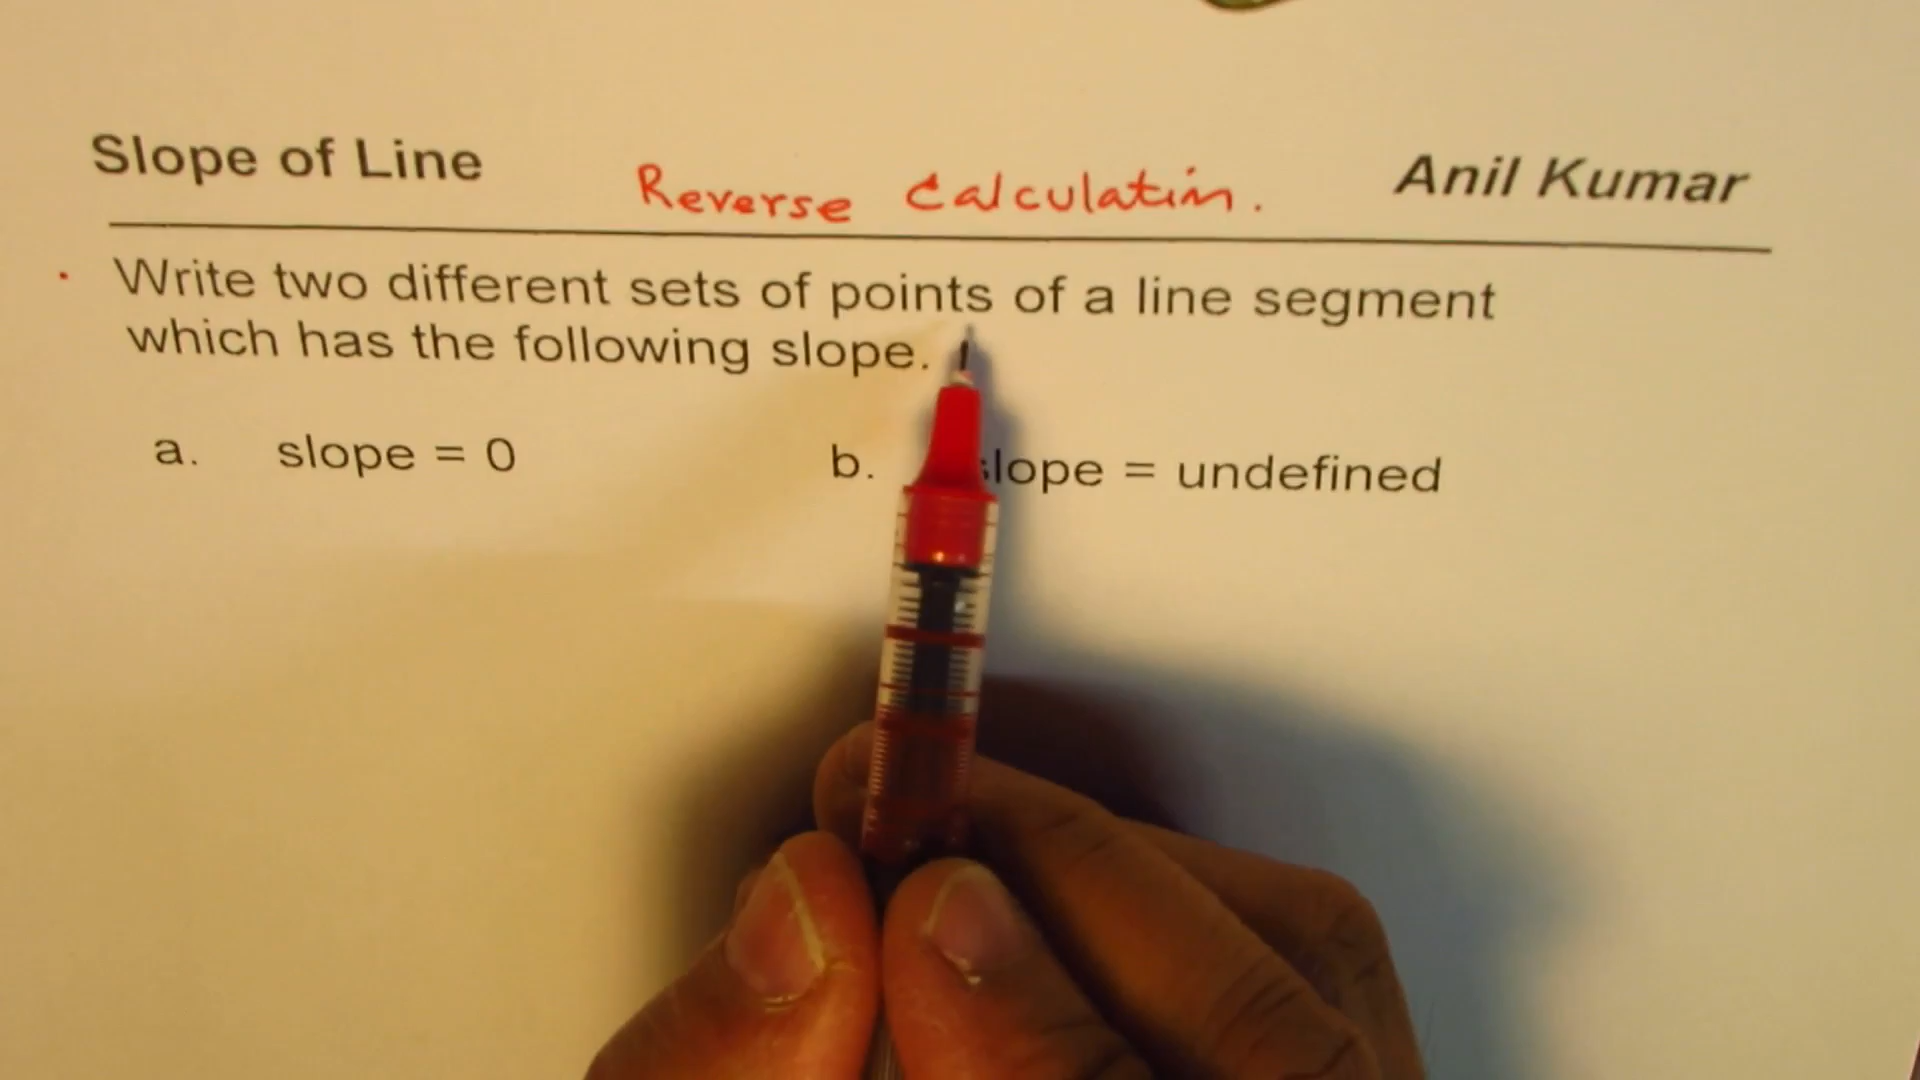 Slope of Line Reverse Calculatin. Anil Kumar
Write two different sets of points of a line segment
which has the following slope.
a. slope = 0 b. slope = undefined